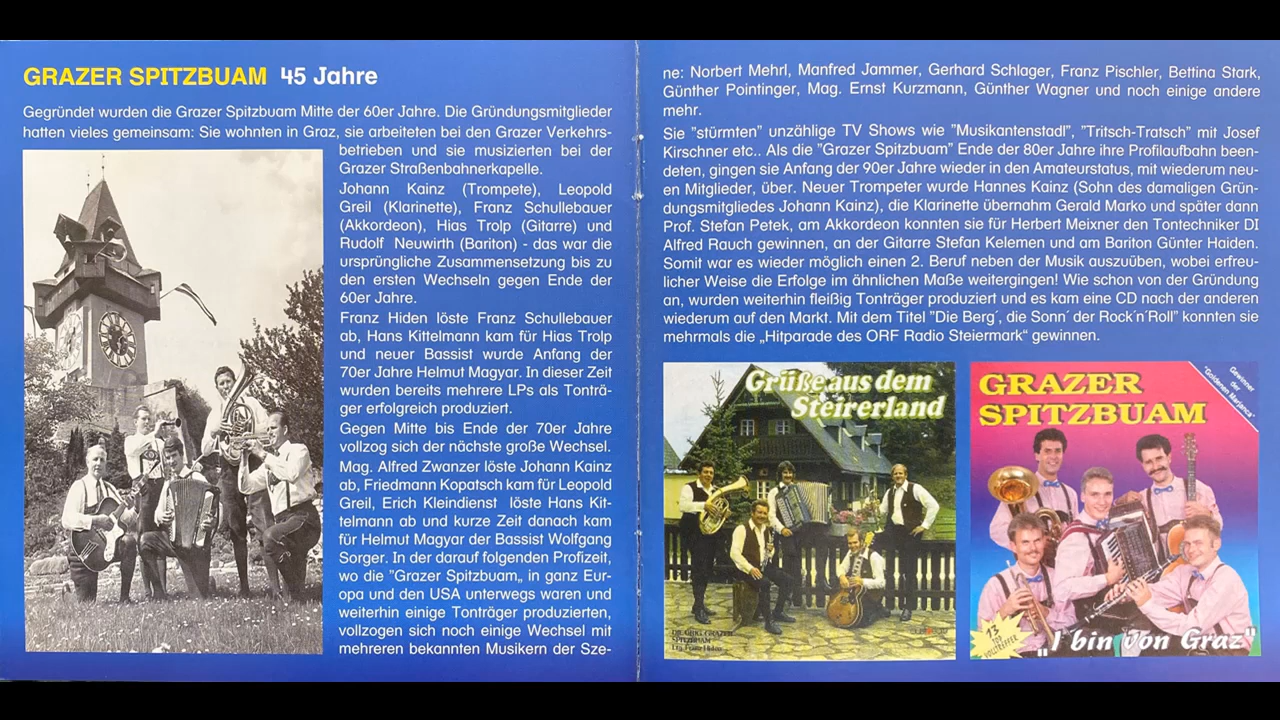 GRAZER SPITZBUAM 45 Jahre
Gegründet wurden die Grazer Spitzbuam Mitte der 60er Jahre. Die Gründungsmitglieder
hatten vieles gemeinsam: Sie wohnten in Graz, sie arbeiteten bei den Grazer Verkehrs-
betrieben und sie musizierten bei der
Grazer Straßenbahnerkapelle.
Johann Kainz (Trompete), Leopold
Greil (Klarinette), Franz Schullebauer
(Akkordeon), Hias Trolp (Gitarre) und
Rudolf Neuwirth (Bariton) - das war die
ursprüngliche Zusammensetzung bis zu
den ersten Wechseln gegen Ende der
60er Jahre.
Franz Hiden löste Franz Schullebauer
ab, Hans Kittelmann kam für Hias Trolp
und neuer Bassist wurde Anfang der
70er Jahre Helmut Magyar. In dieser Zeit
wurden bereits mehrere LPs als Tonträ-
ger erfolgreich produziert.
Gegen Mitte bis Ende der 70er Jahre
vollzog sich der nächste große Wechsel.
Mag. Alfred Zwanzer löste Johann Kainz
ab, Friedmann Kopatsch kam für Leopold
Greil, Erich Kleindienst löste Hans Kit-
telmann ab und kurze Zeit danach kam
für Helmut Magyar der Bassist Wolfgang
Sorger. In der darauf folgenden Profizeit,
wo die "Grazer Spitzbuam„ in ganz Eur-
opa und den USA unterwegs waren und
weiterhin einige Tonträger produzierten,
vollzogen sich noch einige Wechsel mit
mehreren bekannten Musikern der Sze-
ne: Norbert Mehrl, Manfred Jammer, Gerhard Schlager, Franz Pischler, Bettina Stark,
Günther Pointinger, Mag. Ernst Kurzmann, Günther Wagner und noch einige andere
mehr.
Sie "stürmten" unzählige TV Shows wie "Musikantenstadl", "Tritsch-Tratsch" mit Josef
Kirschner etc.. Als die "Grazer Spitzbuam" Ende der 80er Jahre ihre Profilaufbahn been-
deten, gingen sie Anfang der 90er Jahre wieder in den Amateurstatus, mit wiederum neu-
en Mitglieder, über. Neuer Trompeter wurde Hannes Kainz (Sohn des damaligen Grün-
dungsmitgliedes Johann Kainz), die Klarinette übernahm Gerald Marko und später dann
Prof. Stefan Petek, am Akkordeon konnten sie für Herbert Meixner den Tontechniker DI
Alfred Rauch gewinnen, an der Gitarre Stefan Kelemen und am Bariton Günter Haiden.
Somit war es wieder möglich einen 2. Beruf neben der Musik auszuüben, wobei erfreu-
licher Weise die Erfolge im ähnlichen Maße weitergingen! Wie schon von der Gründung
an, wurden weiterhin fleißig Tonträger produziert und es kam eine CD nach der anderen
wiederum auf den Markt. Mit dem Titel "Die Berg´, die Sonn´ der Rock´n´Roll" konnten sie
mehrmals die „Hitparade des ORF Radio Steiermark" gewinnen.
Grüße aus dem
Steirerland
DIE ORIG. GRAZER
SPITZBUAM
Ltg. Franz Hiden
GRAZER
SPITZBUAM
Gewinner
der
"Goldenen Marjanca"
13
VOLLTREFFER
„I bin von Graz"